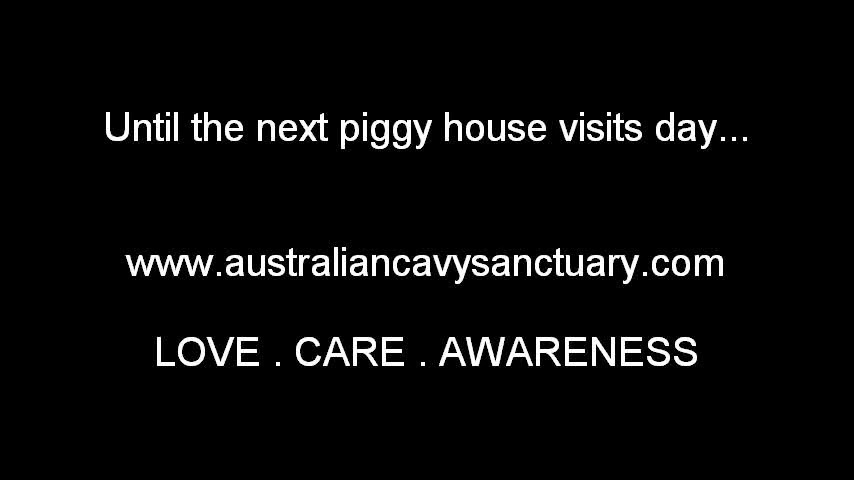 Until the next piggy house visits day...
www.australiancavysanctuary.com
LOVE . CARE . AWARENESS